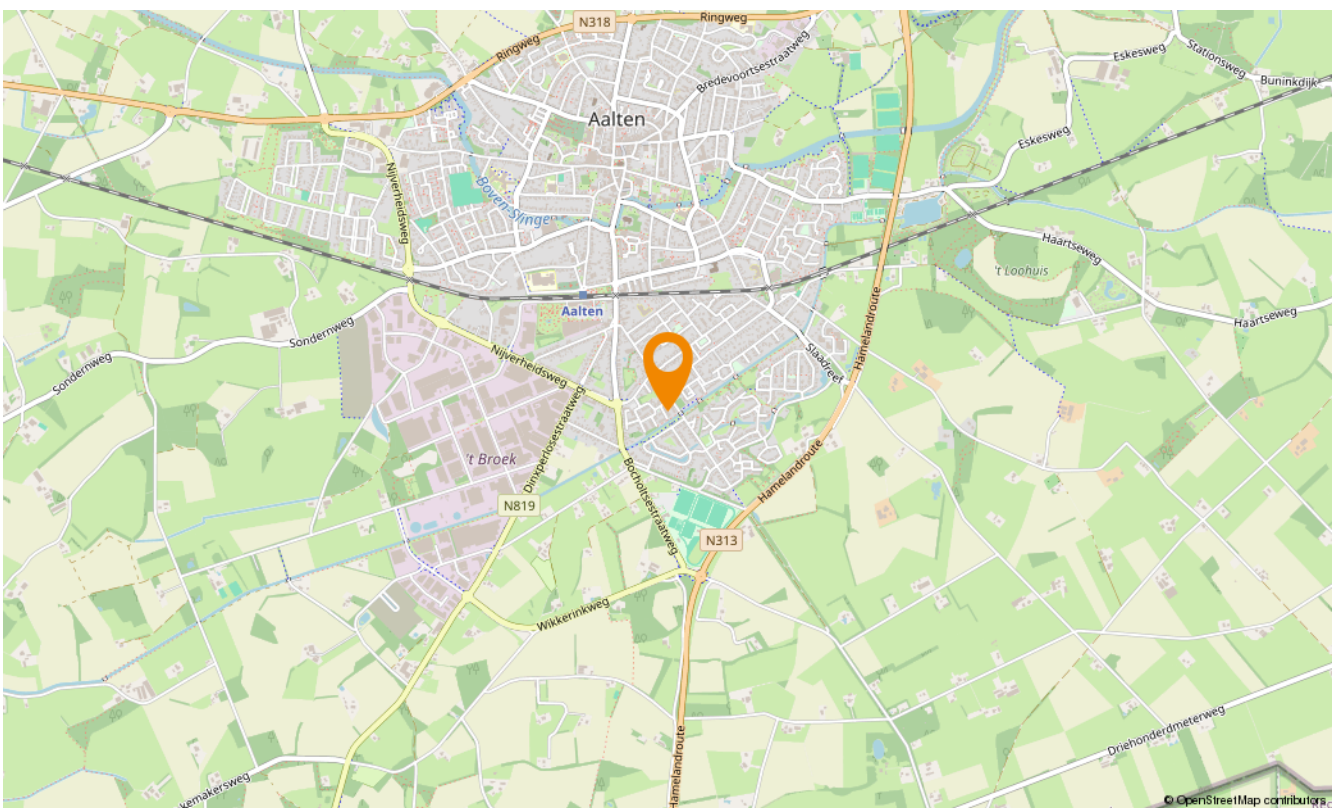 Ringweg
N318
Ringweg
Bredevoortsestraatweg
Eskesweg
Stationsweg
Buninkdijk
Aalten
Eskesweg
Nijverheidsweg
Boven-Slinge
Haartseweg
't Loohuis
Aalten
Haartseweg
Hamelandroute
Sondernweg
Sondernweg
Nijverheidsweg
Slaadreef
Dinxperlosestraatweg
't Broek
Bocholtsestraatweg
Hamelandroute
N819
N313
Wikkerinkweg
Driehonderdmeterweg
Hamelandroute
kemakersweg
© OpenStreetMap contributors